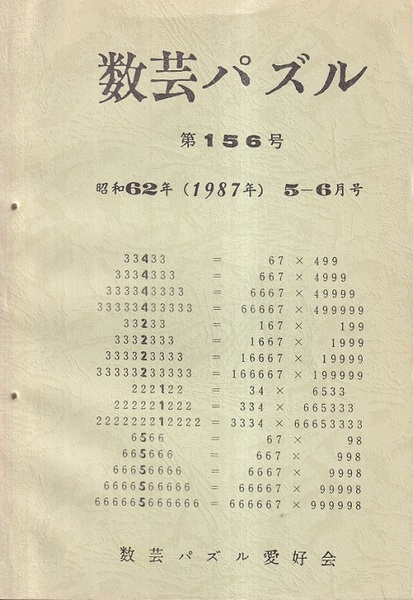 数芸パズル
第156号
昭和62年(1987年) 5-6月号
33433 = 67 × 499
3334333 = 667 × 4999
333343333 = 6667 × 49999
33333433333 = 66667 × 499999
33233 = 167 × 199
3332333 = 1667 × 1999
333323333 = 16667 × 19999
33333233333 = 166667 × 199999
222122 = 34 × 6533
222221222 = 334 × 665333
222222212222 = 3334 × 66653333
6566 = 67 × 98
665666 = 667 × 998
66656666 = 6667 × 9998
6666566666 = 66667 × 99998
666665666666 = 666667 × 999998
数芸パズル愛好会